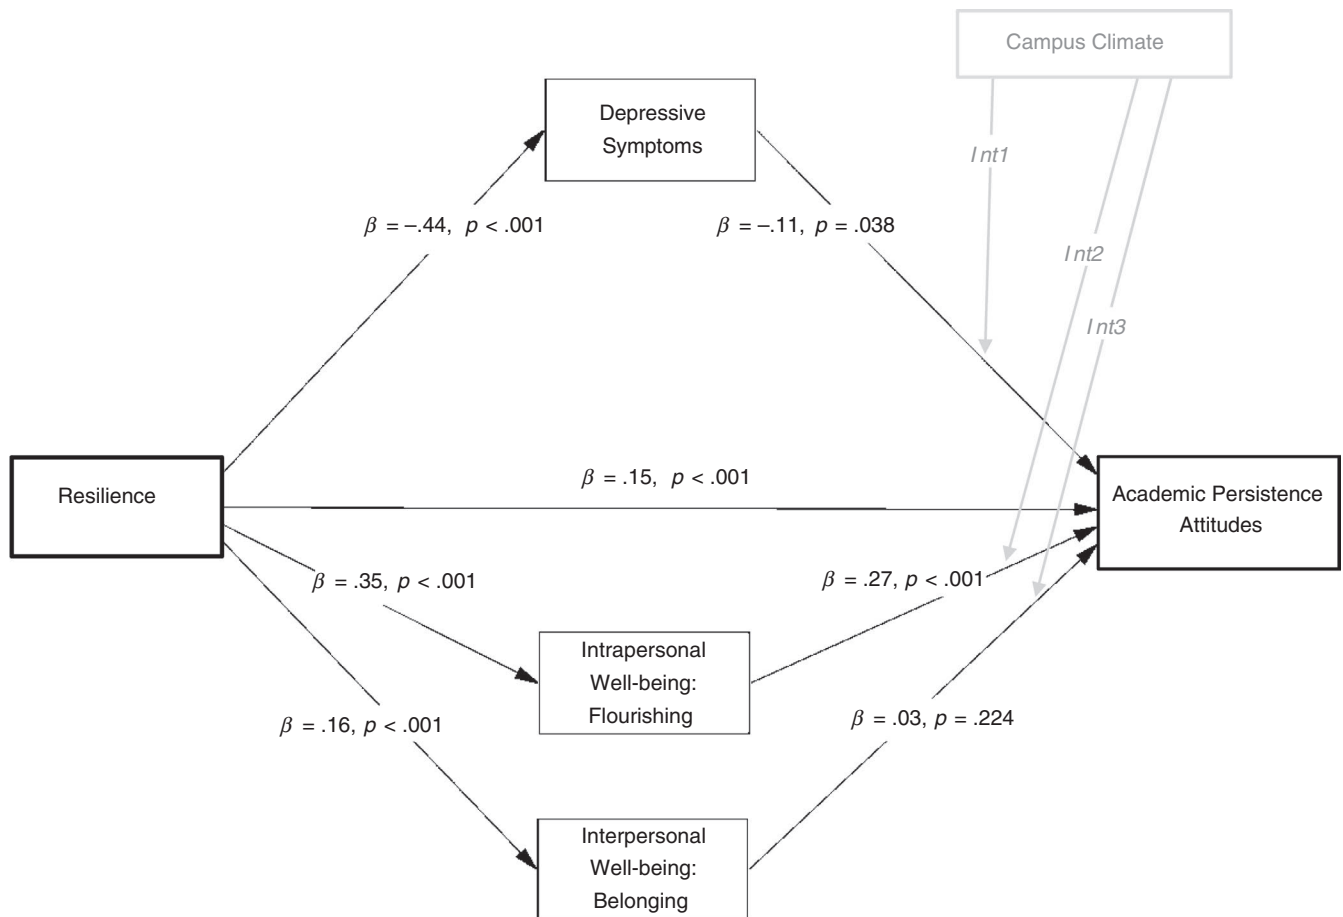 Campus Climate
Depressive
Symptoms
Int1
β = –.44, p < .001
β = –.11, p = .038
Int2
Int3
β = .15, p < .001
Resilience
Academic Persistence
Attitudes
β = .35, p < .001
β = .27, p < .001
Intrapersonal
Well-being:
Flourishing
β = .16, p < .001
β = .03, p = .224
Interpersonal
Well-being:
Belonging